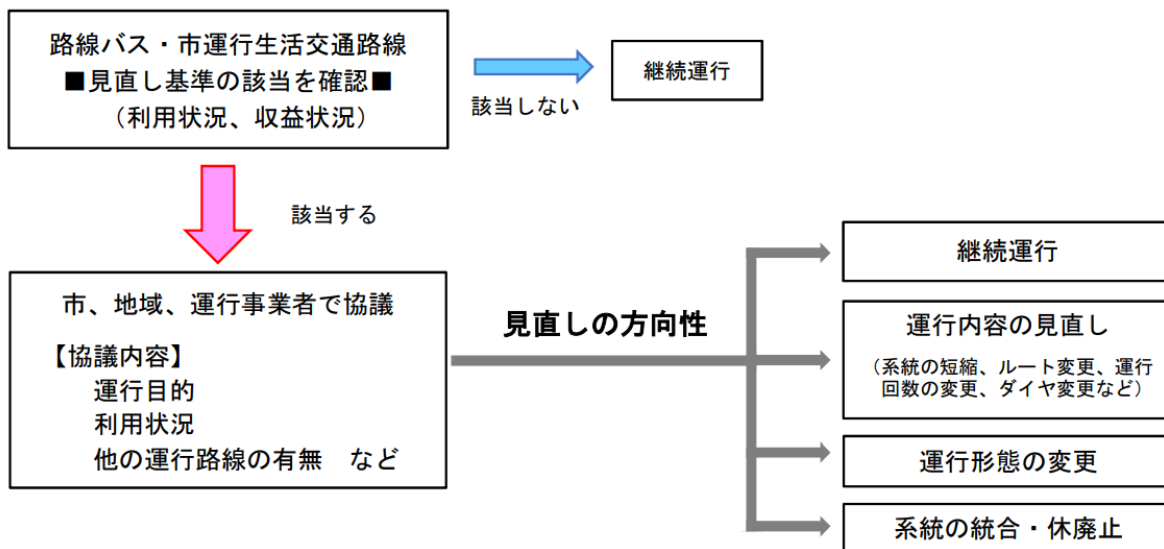 路線バス・市運行生活交通路線
■見直し基準の該当を確認■
（利用状況、収益状況）
該当しない
継続運行
該当する
市、地域、運行事業者で協議
【協議内容】
運行目的
利用状況
他の運行路線の有無　など
見直しの方向性
継続運行
運行内容の見直し
（系統の短縮、ルート変更、運行
回数の変更、ダイヤ変更など）
運行形態の変更
系統の統合・休廃止